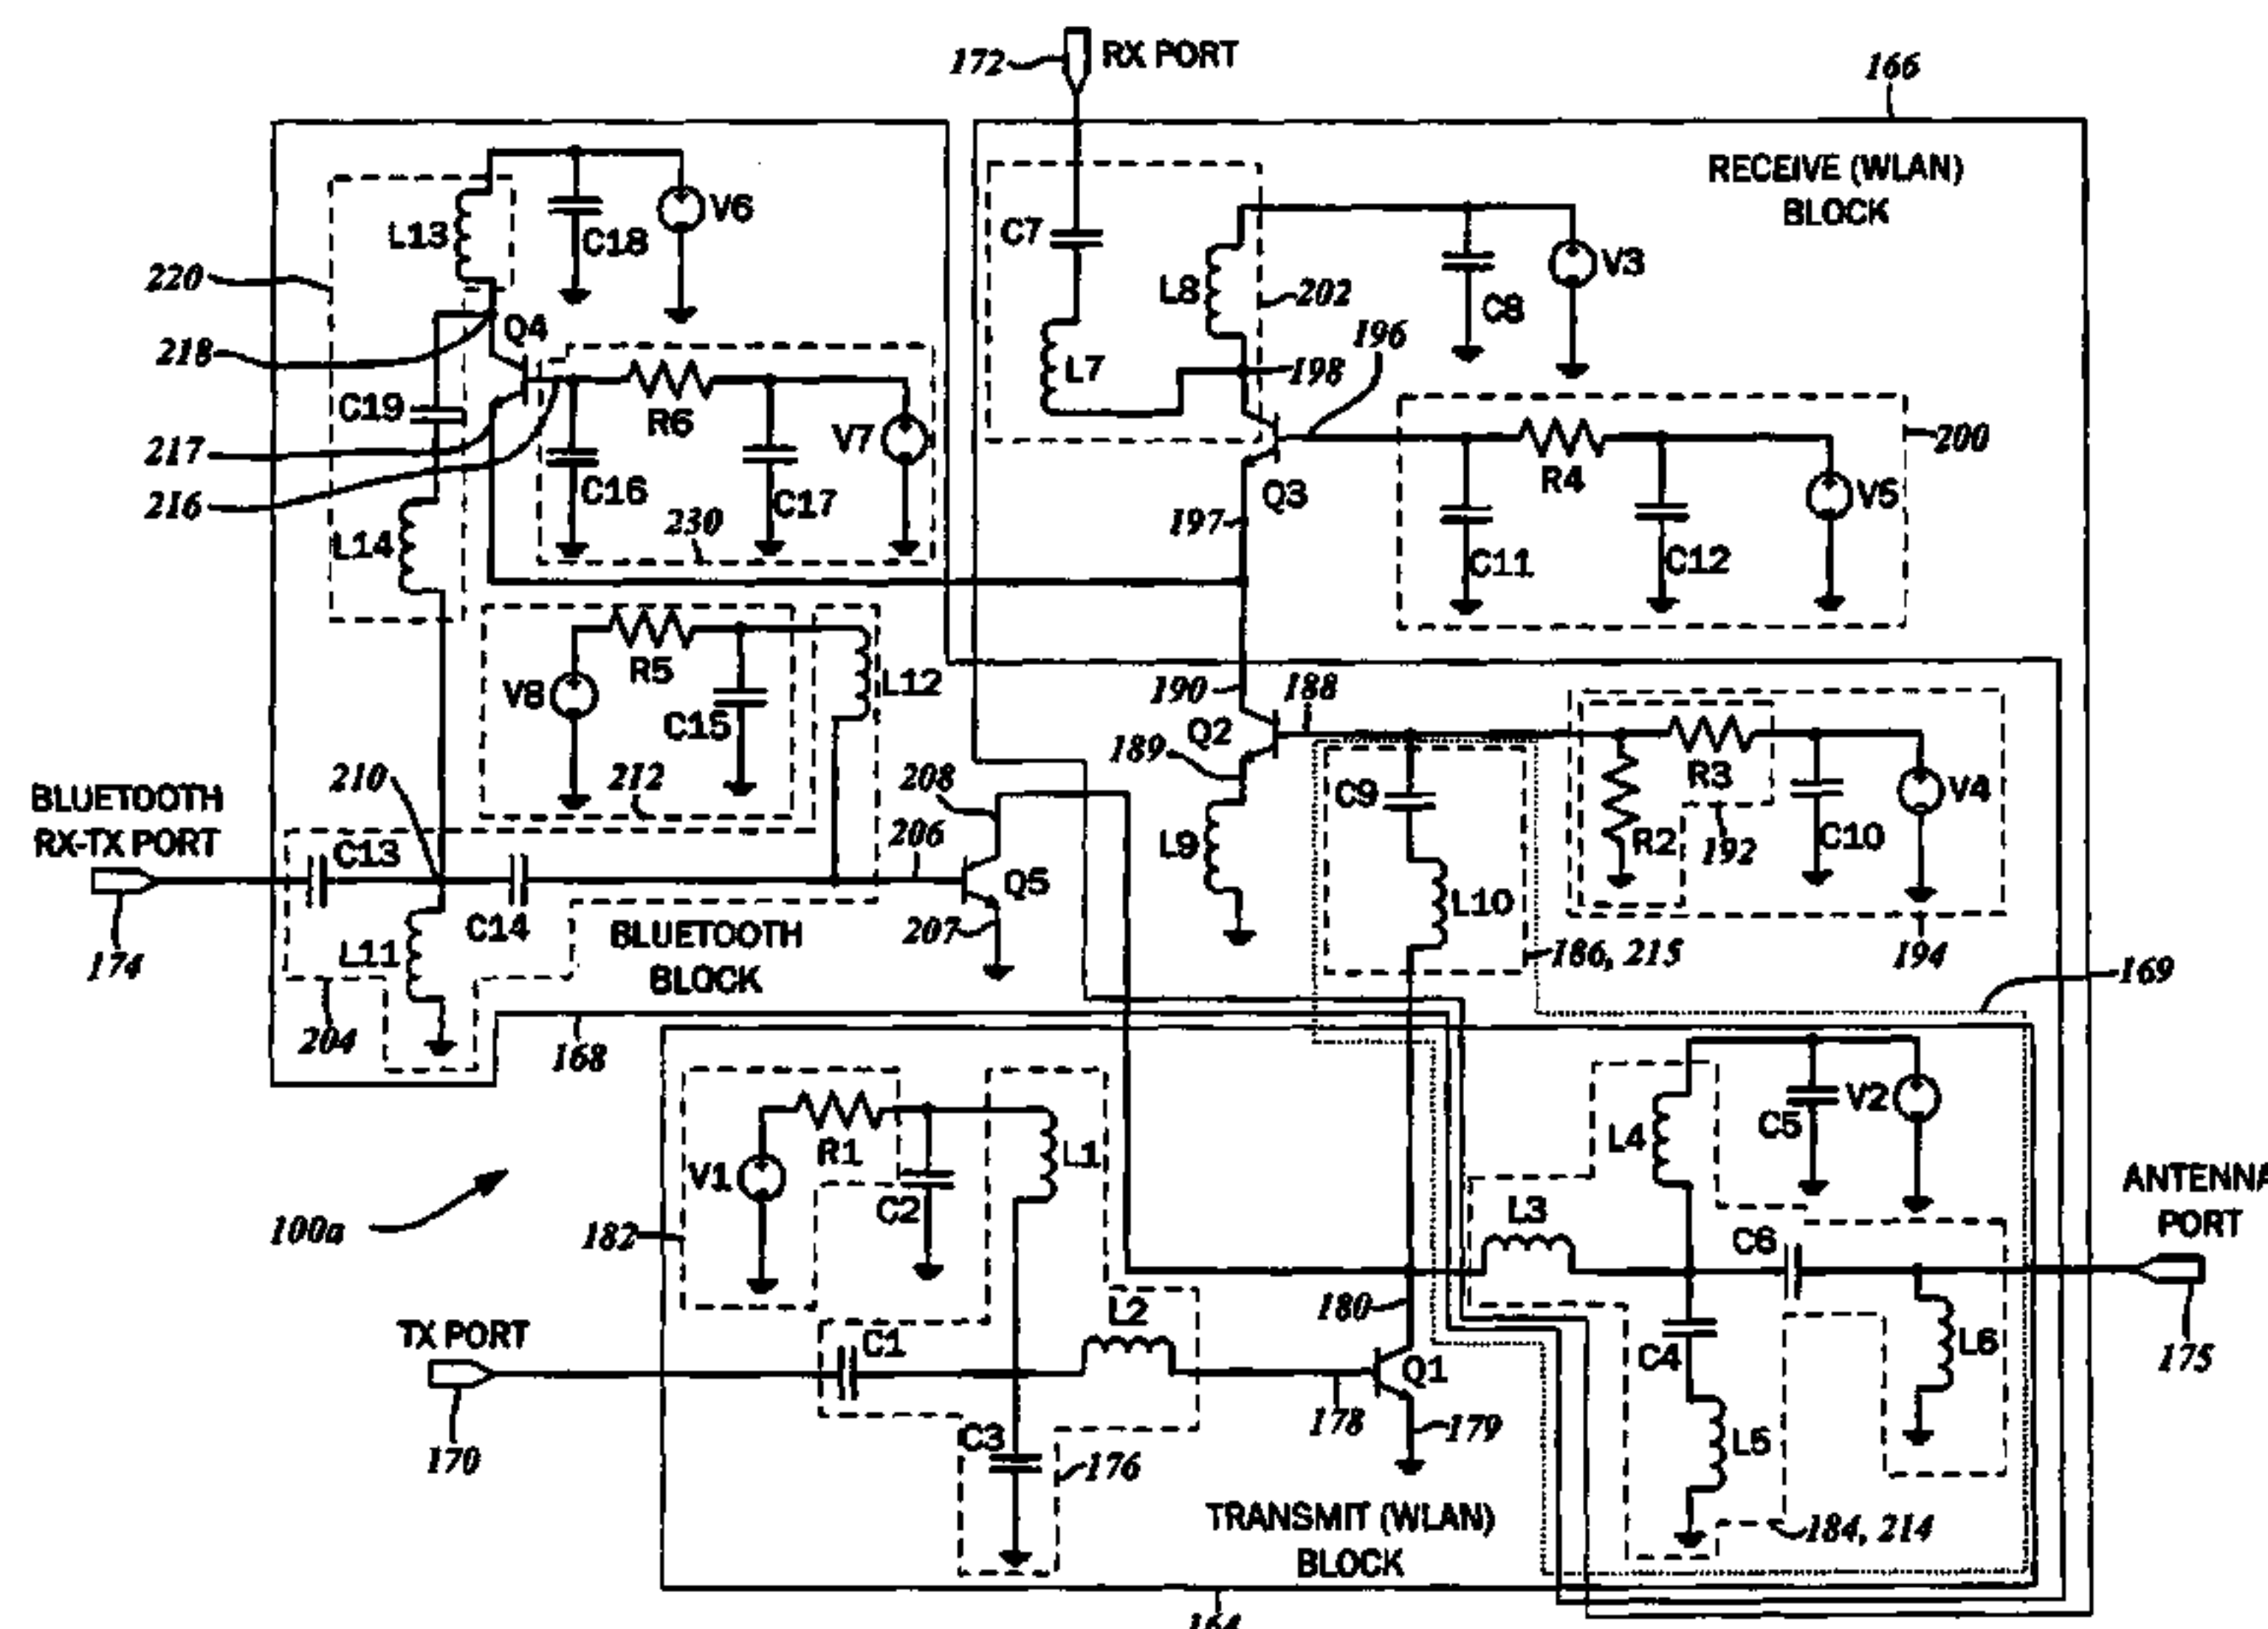 172
RX PORT
166
RECEIVE (WLAN)
BLOCK
L13
C18
V6
C7
L8
C8
V3
220
202
196
218
Q4
L7
198
C19
R6
V7
200
217
C16
C17
Q3
R4
V5
216
230
197
L14
C11
C12
R5
L12
V8
C15
190
188
Q2
189
R3
V4
BLUETOOTH
RX-TX PORT
210
212
208
C9
R2
192
C10
206
C13
L9
Q5
L10
174
C14
L11
BLUETOOTH
BLOCK
207
186, 215
194
169
204
168
L4
C5
V2
R1
V1
L1
C2
ANTENNA
PORT
100a
182
L3
C6
L2
180
TX PORT
C1
C4
L6
175
Q1
170
C3
178
179
L5
176
TRANSMIT (WLAN)
BLOCK
184, 214
164